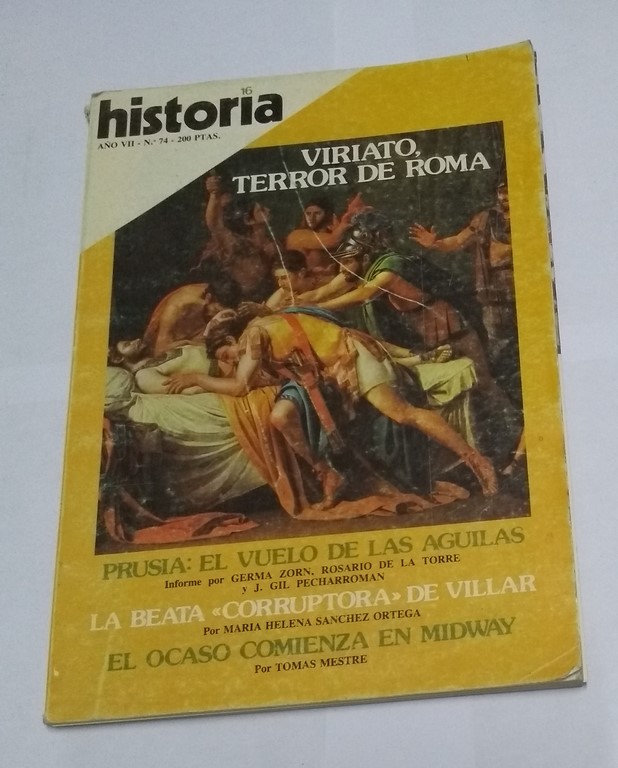 historia
16
AÑO VII - N.º 74 - 200 PTAS.
VIRIATO,
TERROR DE ROMA
PRUSIA: EL VUELO DE LAS AGUILAS
Informe por GERMA ZORN, ROSARIO DE LA TORRE
y J. GIL PECHARROMAN
LA BEATA «CORRUPTORA» DE VILLAR
Por MARIA HELENA SANCHEZ ORTEGA
EL OCASO COMIENZA EN MIDWAY
Por TOMAS MESTRE